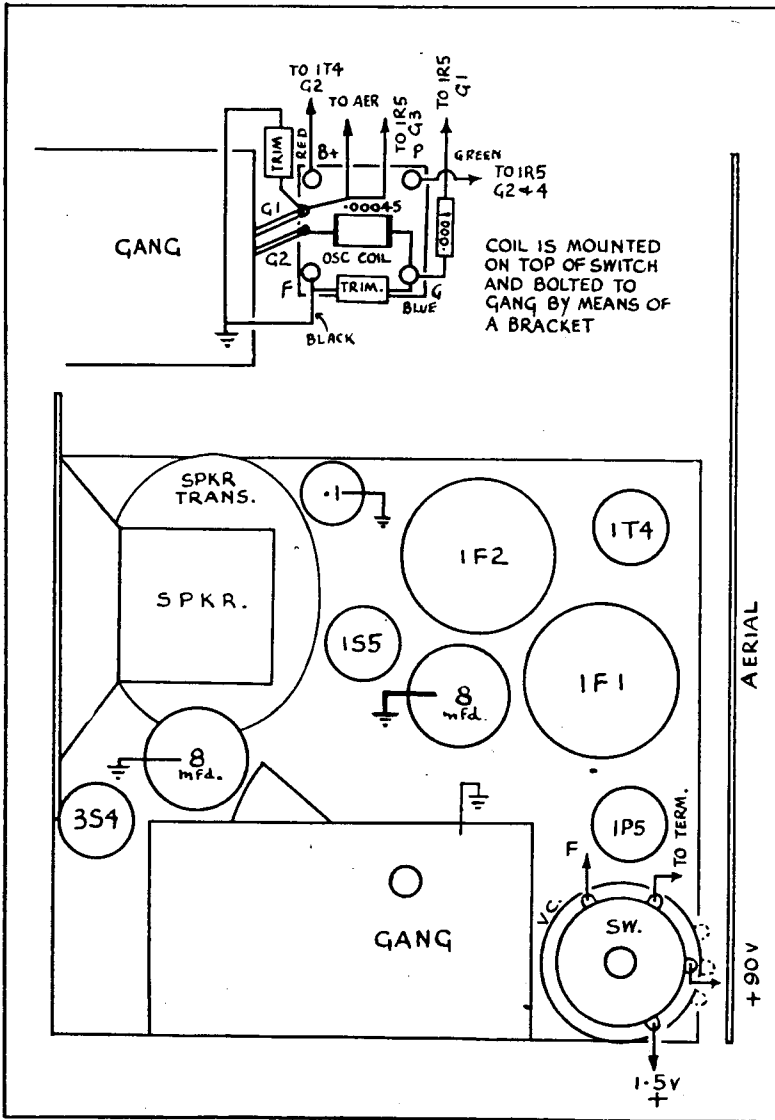 TO 1T4
G2
TO AER
TO 1R5
G3
TO 1R5
G1
TRIM
RED
B+
P
GREEN
TO 1R5
G2+4
G1
.00045
.0001
GANG
G2
OSC COIL
F
TRIM.
G
BLUE
BLACK
COIL IS MOUNTED
ON TOP OF SWITCH
AND BOLTED TO
GANG BY MEANS OF
A BRACKET
SPKR
TRANS.
.1
1T4
1F2
SPKR.
1S5
1F1
8
mfd.
8
mfd.
AERIAL
3S4
1P5
TO TERM.
F
V.C.
SW.
GANG
+90V
1.5V
+